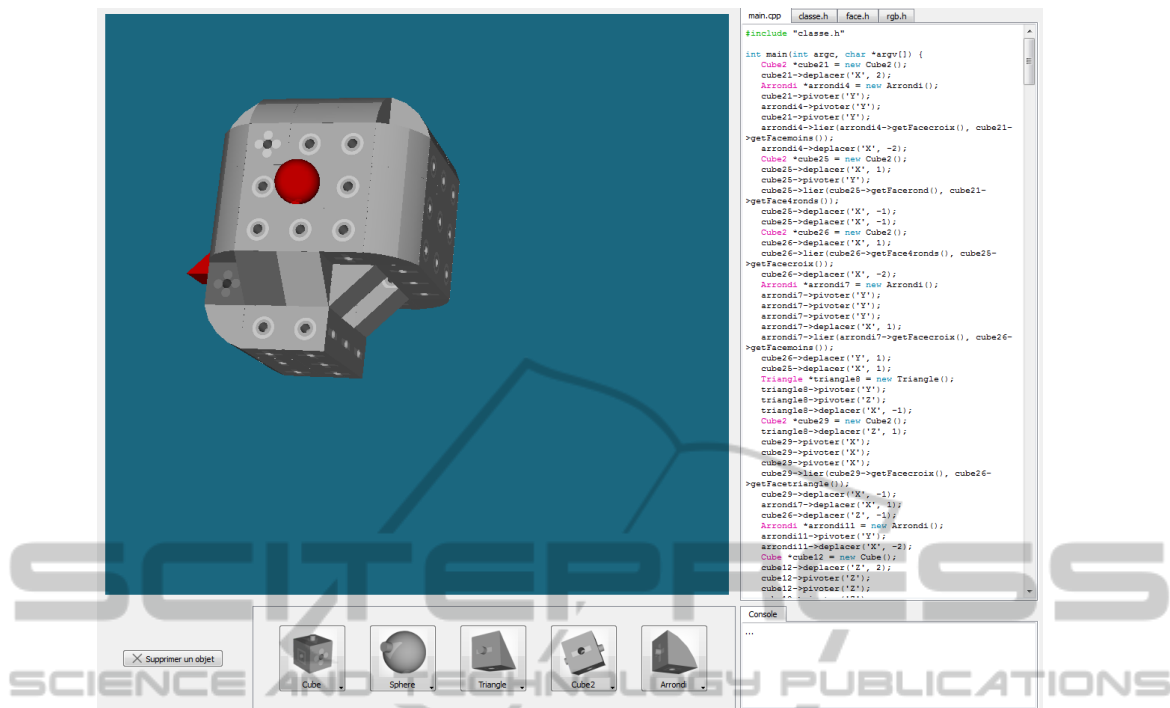 main.cpp classe.h face.h rgb.h
#include "classe.h"
int main(int argc, char *argv[]) {
Cube2 *cube21 = new Cube2();
cube21->deplacer('X', 2);
Arrondi *arrondi4 = new Arrondi();
cube21->pivoter('Y');
arrondi4->pivoter('Y');
cube21->pivoter('Y');
arrondi4->lier(arrondi4->getFacecroix(), cube21-
>getFacemoins());
arrondi4->deplacer('X', -2);
Cube2 *cube25 = new Cube2();
cube25->deplacer('X', 1);
cube25->pivoter('Y');
cube25->lier(cube25->getFacerond(), cube21-
>getFace4ronds());
cube25->deplacer('X', -1);
cube25->deplacer('X', -1);
Cube2 *cube26 = new Cube2();
cube26->deplacer('X', 1);
cube26->lier(cube26->getFace4ronds(), cube25-
>getFacecroix());
cube26->deplacer('X', -2);
Arrondi *arrondi7 = new Arrondi();
arrondi7->pivoter('Y');
arrondi7->pivoter('Y');
arrondi7->pivoter('Y');
arrondi7->deplacer('X', 1);
arrondi7->lier(arrondi7->getFacecroix(), cube26-
>getFacemoins());
cube26->deplacer('Y', 1);
cube25->deplacer('X', 1);
Triangle *triangle8 = new Triangle();
triangle8->pivoter('Y');
triangle8->pivoter('Z');
triangle8->deplacer('X', -1);
Cube2 *cube29 = new Cube2();
triangle8->deplacer('Z', 1);
cube29->pivoter('X');
cube29->pivoter('X');
cube29->pivoter('X');
cube29->lier(cube29->getFacecroix(), cube26-
>getFacetriangle());
cube29->deplacer('X', -1);
arrondi7->deplacer('X', 1);
cube26->deplacer('Z', -1);
Arrondi *arrondi11 = new Arrondi();
arrondi11->pivoter('Y');
arrondi11->deplacer('X', -2);
Cube *cube12 = new Cube();
cube12->deplacer('Z', 2);
cube12->pivoter('Z');
cube12->pivoter('Z');
Console
...
Supprimer un objet
Cube Sphere Triangle Cube2 Arrondi
SCITEPRESS
SCIENCE AND TECHNOLOGY PUBLICATIONS